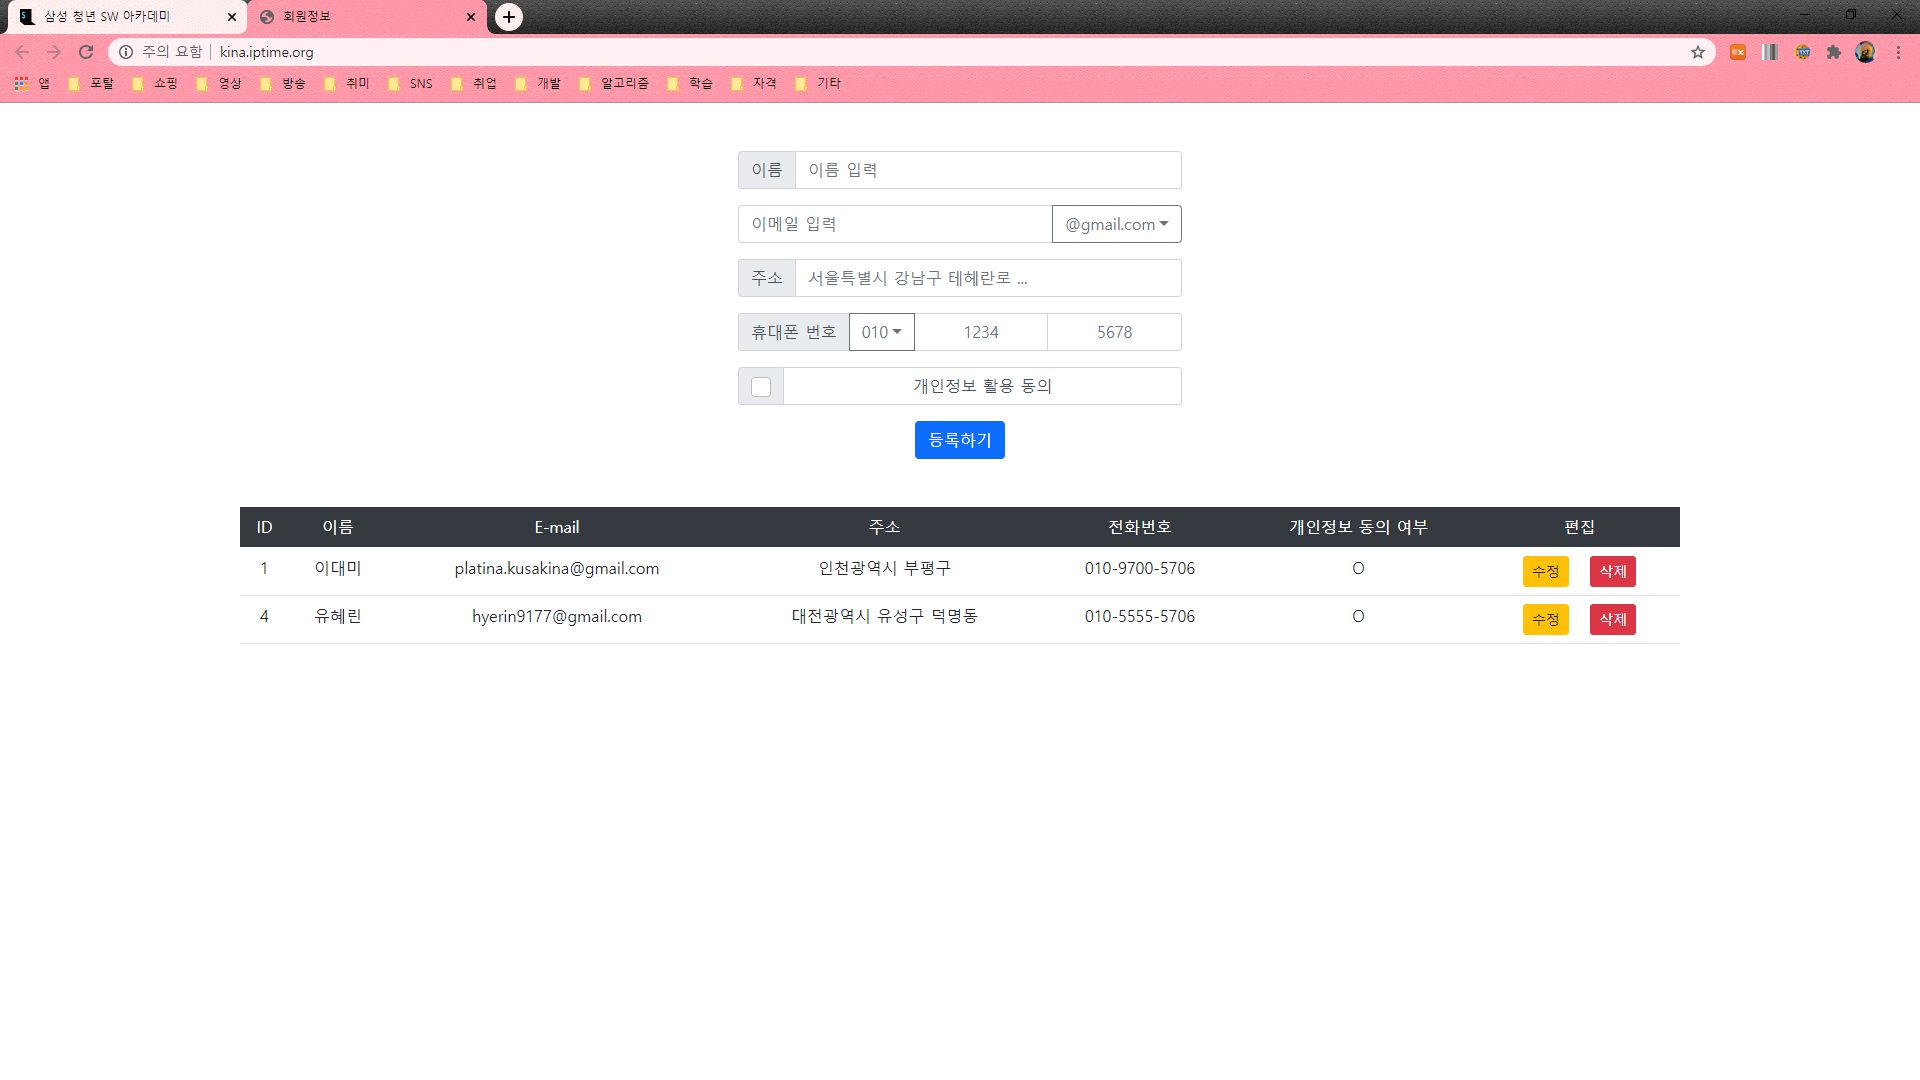 삼성 청년 SW 아카데미 회원정보
주의 요함 kina.iptime.org
앱 포탈 쇼핑 영상 방송 취미 SNS 취업 개발 알고리즘 학습 자격 기타
이름 이름 입력
이메일 입력 @gmail.com
주소 서울특별시 강남구 테헤란로 ...
휴대폰 번호 010 1234 5678
개인정보 활용 동의
등록하기
ID 이름 E-mail 주소 전화번호 개인정보 동의 여부 편집
1 이대미 platina.kusakina@gmail.com 인천광역시 부평구 010-9700-5706 O 수정 삭제
4 유혜린 hyerin9177@gmail.com 대전광역시 유성구 덕명동 010-5555-5706 O 수정 삭제